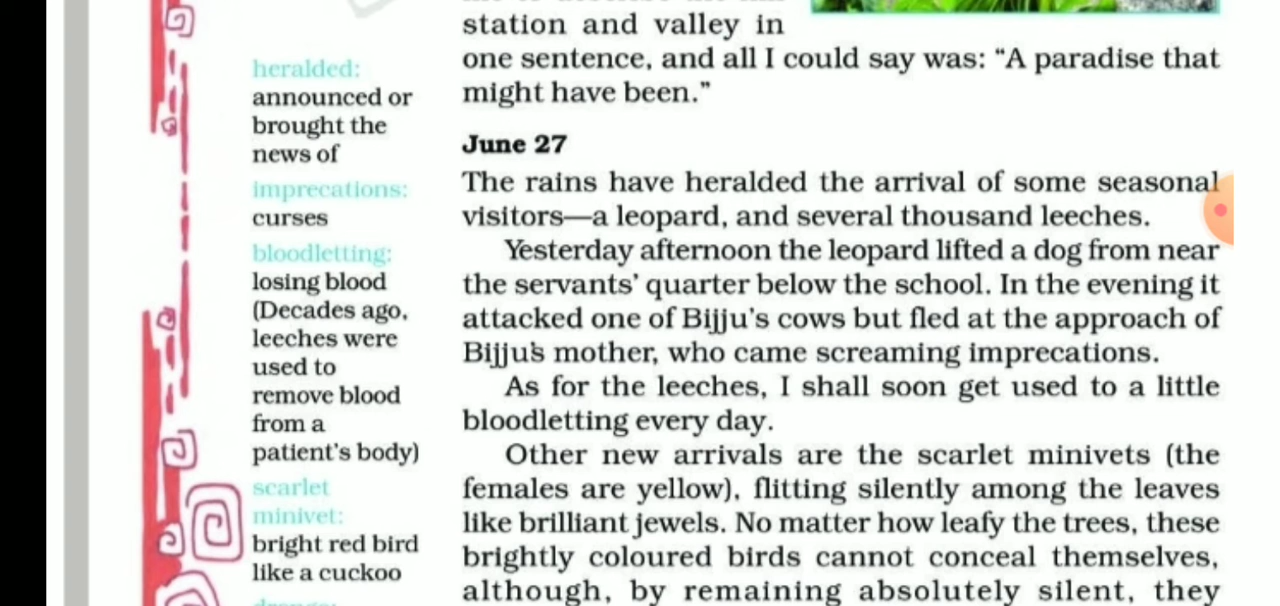 station and valley in
one sentence, and all I could say was: “A paradise that
might have been.”
June 27
The rains have heralded the arrival of some seasonal
visitors—a leopard, and several thousand leeches.
Yesterday afternoon the leopard lifted a dog from near
the servants’ quarter below the school. In the evening it
attacked one of Bijju’s cows but fled at the approach of
Bijju’s mother, who came screaming imprecations.
As for the leeches, I shall soon get used to a little
bloodletting every day.
Other new arrivals are the scarlet minivets (the
females are yellow), flitting silently among the leaves
like brilliant jewels. No matter how leafy the trees, these
brightly coloured birds cannot conceal themselves,
although, by remaining absolutely silent, they
heralded:
announced or
brought the
news of
imprecations:
curses
bloodletting:
losing blood
(Decades ago,
leeches were
used to
remove blood
from a
patient’s body)
scarlet
minivet:
bright red bird
like a cuckoo